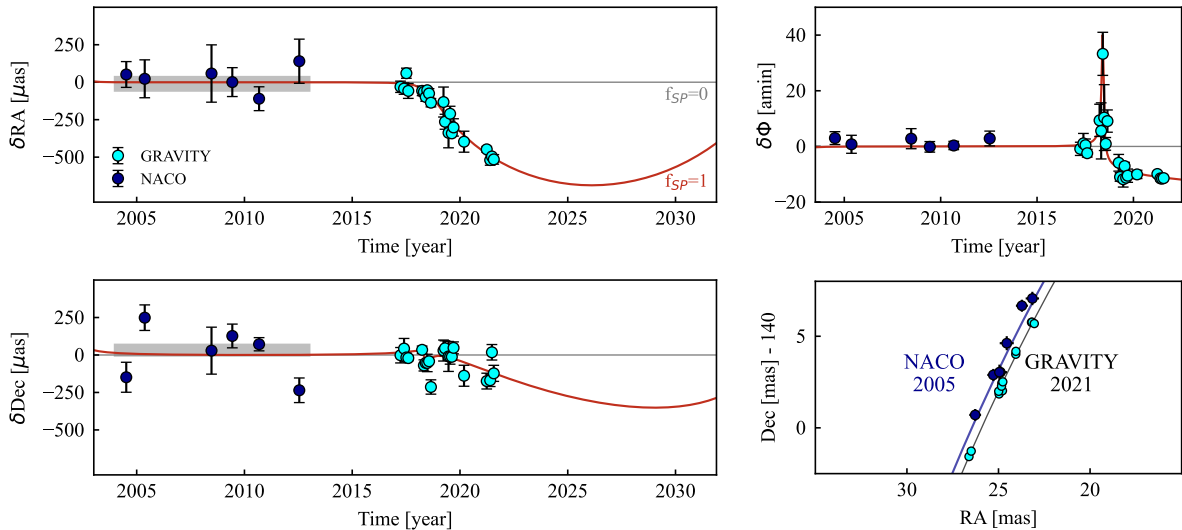 δRA [μas]
250
0
−250
−500
f_SP=0
f_SP=1
GRAVITY
NACO
2005 2010 2015 2020 2025 2030
Time [year]
δΦ [amin]
40
20
0
−20
2005 2010 2015 2020
Time [year]
δDec [μas]
250
0
−250
−500
2005 2010 2015 2020 2025 2030
Time [year]
Dec [mas] - 140
5
0
NACO
2005
GRAVITY
2021
30 25 20
RA [mas]